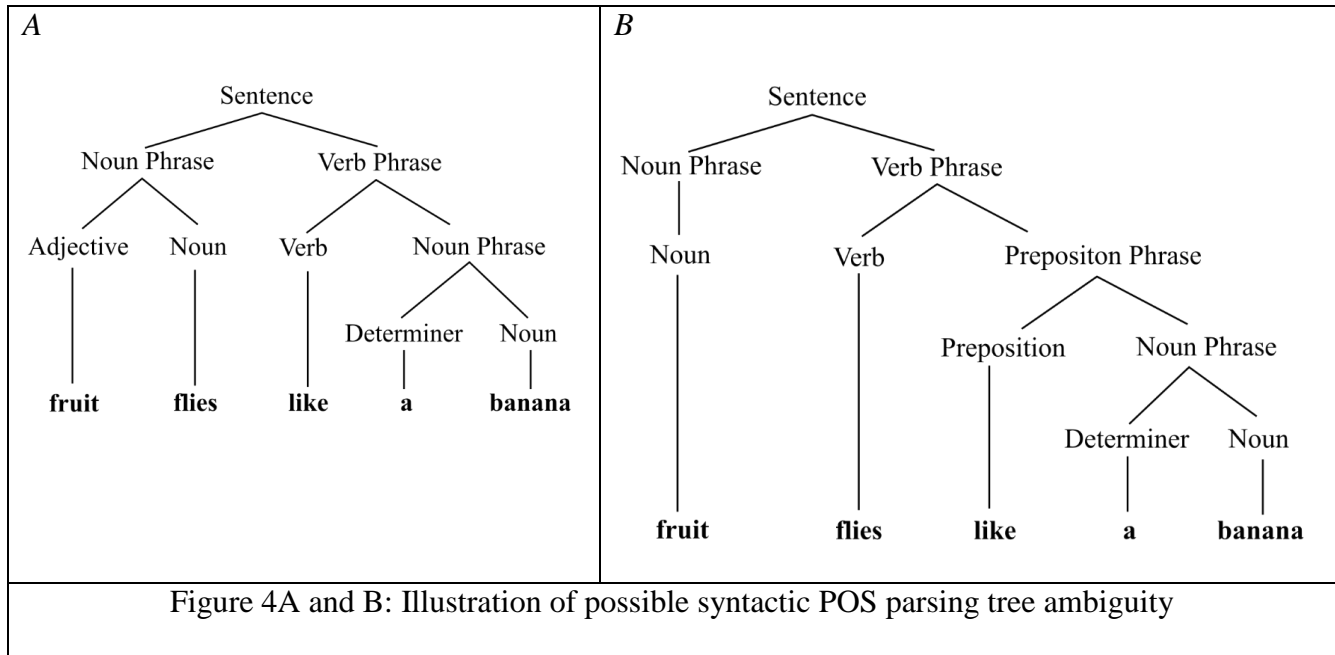 A
Sentence
Noun Phrase Verb Phrase
Adjective Noun Verb Noun Phrase
Determiner Noun
fruit flies like a banana
B
Sentence
Noun Phrase Verb Phrase
Noun Verb Prepositon Phrase
Preposition Noun Phrase
Determiner Noun
fruit flies like a banana
Figure 4A and B: Illustration of possible syntactic POS parsing tree ambiguity